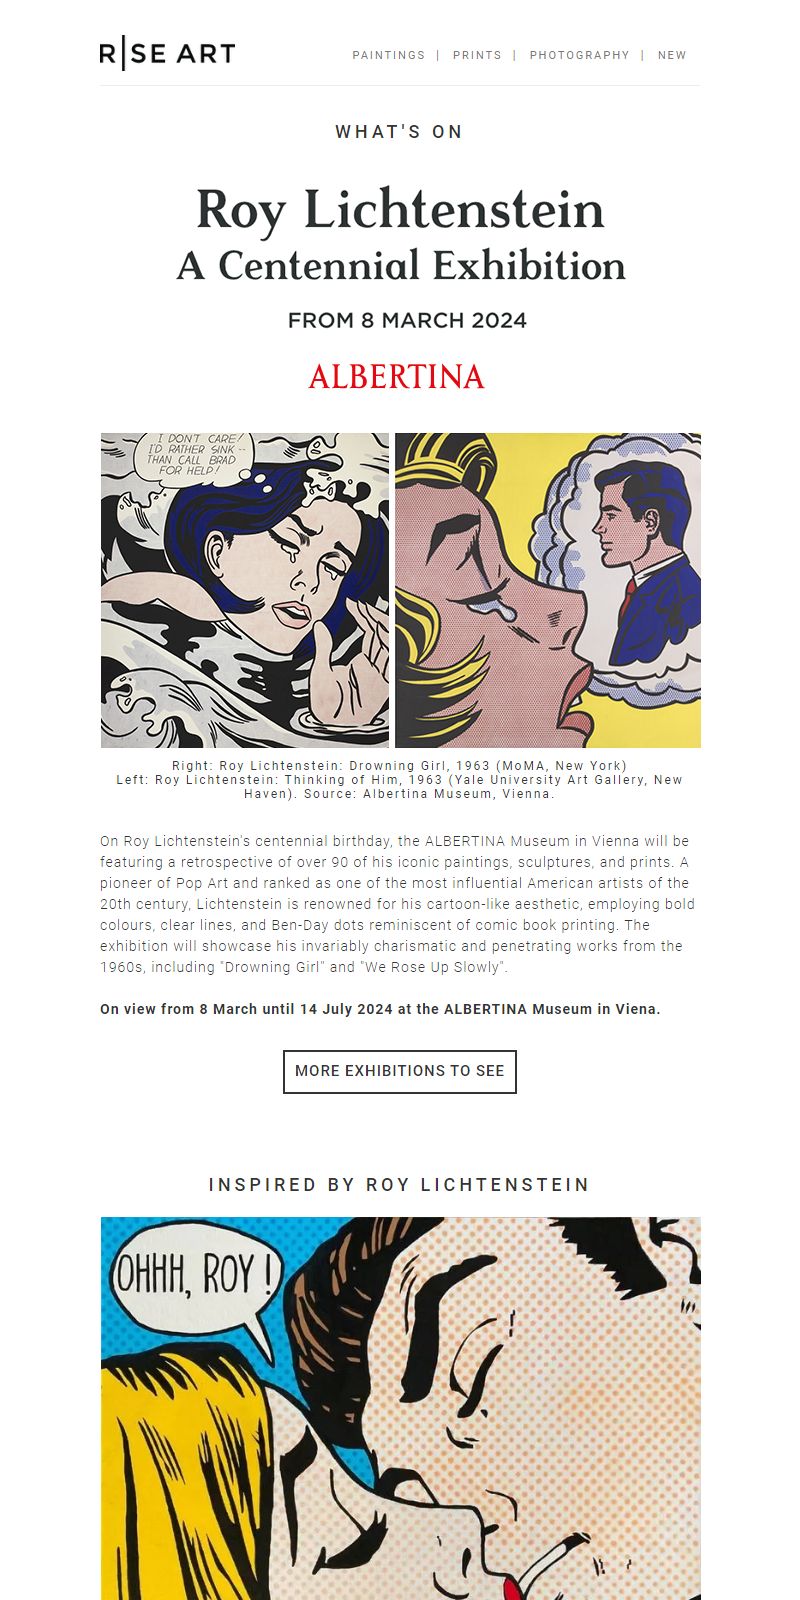 R|SE ART
PAINTINGS | PRINTS | PHOTOGRAPHY | NEW
WHAT'S ON
Roy Lichtenstein
A Centennial Exhibition
FROM 8 MARCH 2024
ALBERTINA
I DON'T CARE!
I'D RATHER SINK --
THAN CALL BRAD
FOR HELP!
Right: Roy Lichtenstein: Drowning Girl, 1963 (MoMA, New York)
Left: Roy Lichtenstein: Thinking of Him, 1963 (Yale University Art Gallery, New
Haven). Source: Albertina Museum, Vienna.
On Roy Lichtenstein's centennial birthday, the ALBERTINA Museum in Vienna will be
featuring a retrospective of over 90 of his iconic paintings, sculptures, and prints. A
pioneer of Pop Art and ranked as one of the most influential American artists of the
20th century, Lichtenstein is renowned for his cartoon-like aesthetic, employing bold
colours, clear lines, and Ben-Day dots reminiscent of comic book printing. The
exhibition will showcase his invariably charismatic and penetrating works from the
1960s, including "Drowning Girl" and "We Rose Up Slowly".
On view from 8 March until 14 July 2024 at the ALBERTINA Museum in Viena.
MORE EXHIBITIONS TO SEE
INSPIRED BY ROY LICHTENSTEIN
OHHH, ROY !